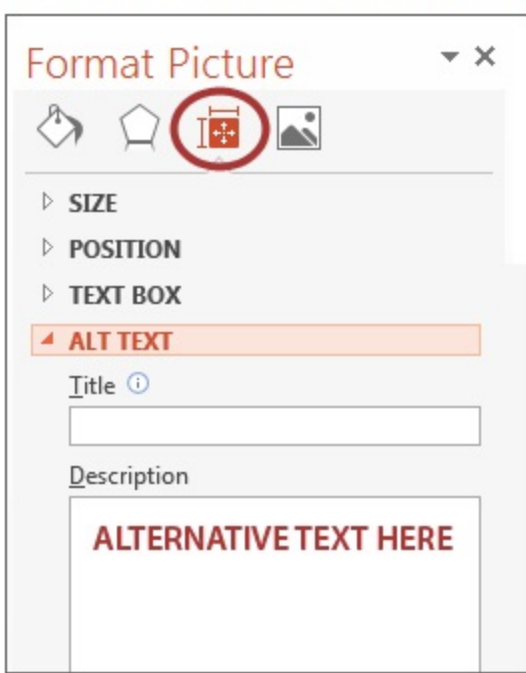 Format Picture
SIZE
POSITION
TEXT BOX
ALT TEXT
Title
Description
ALTERNATIVE TEXT HERE